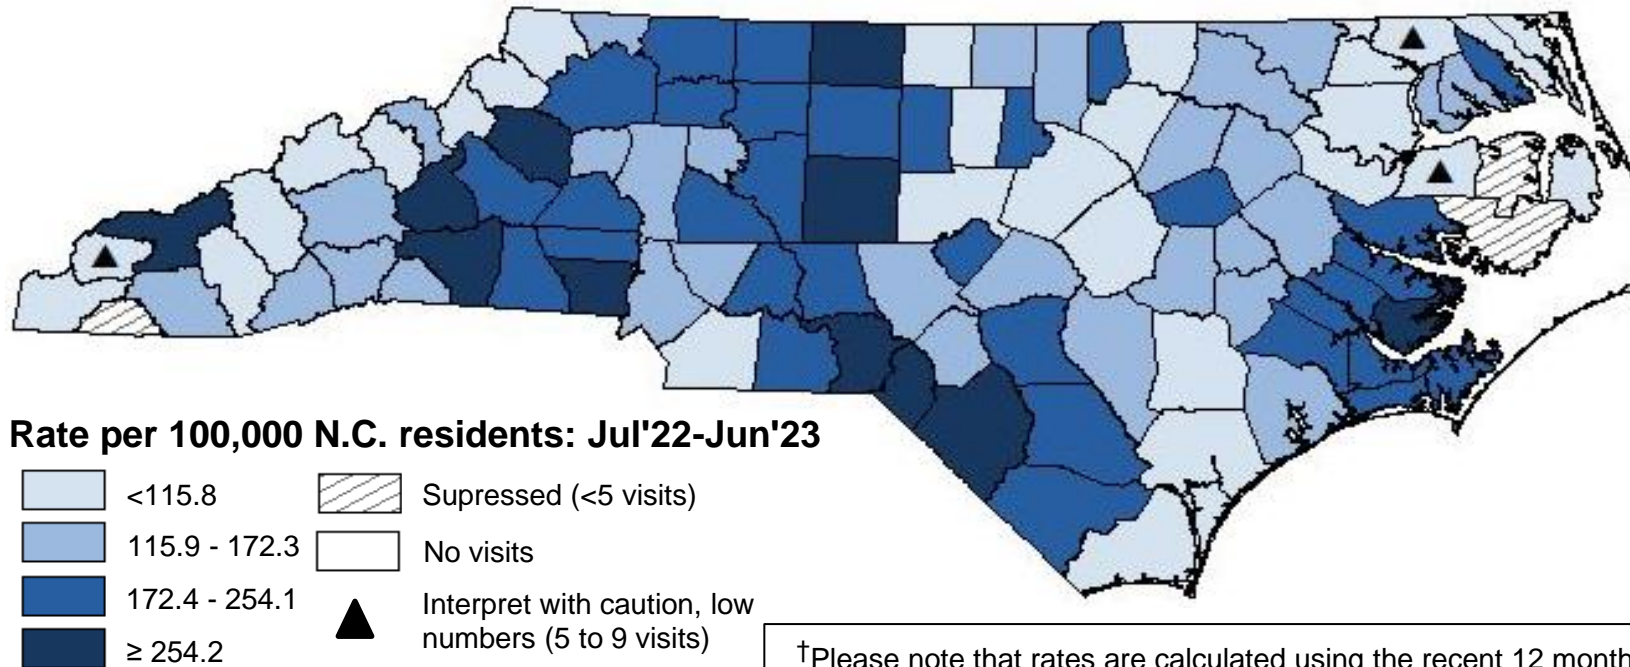 Rate per 100,000 N.C. residents: Jul'22-Jun'23
<115.8
115.9 - 172.3
172.4 - 254.1
≥ 254.2
Supressed (<5 visits)
No visits
Interpret with caution, low
numbers (5 to 9 visits)
†Please note that rates are calculated using the recent 12 month